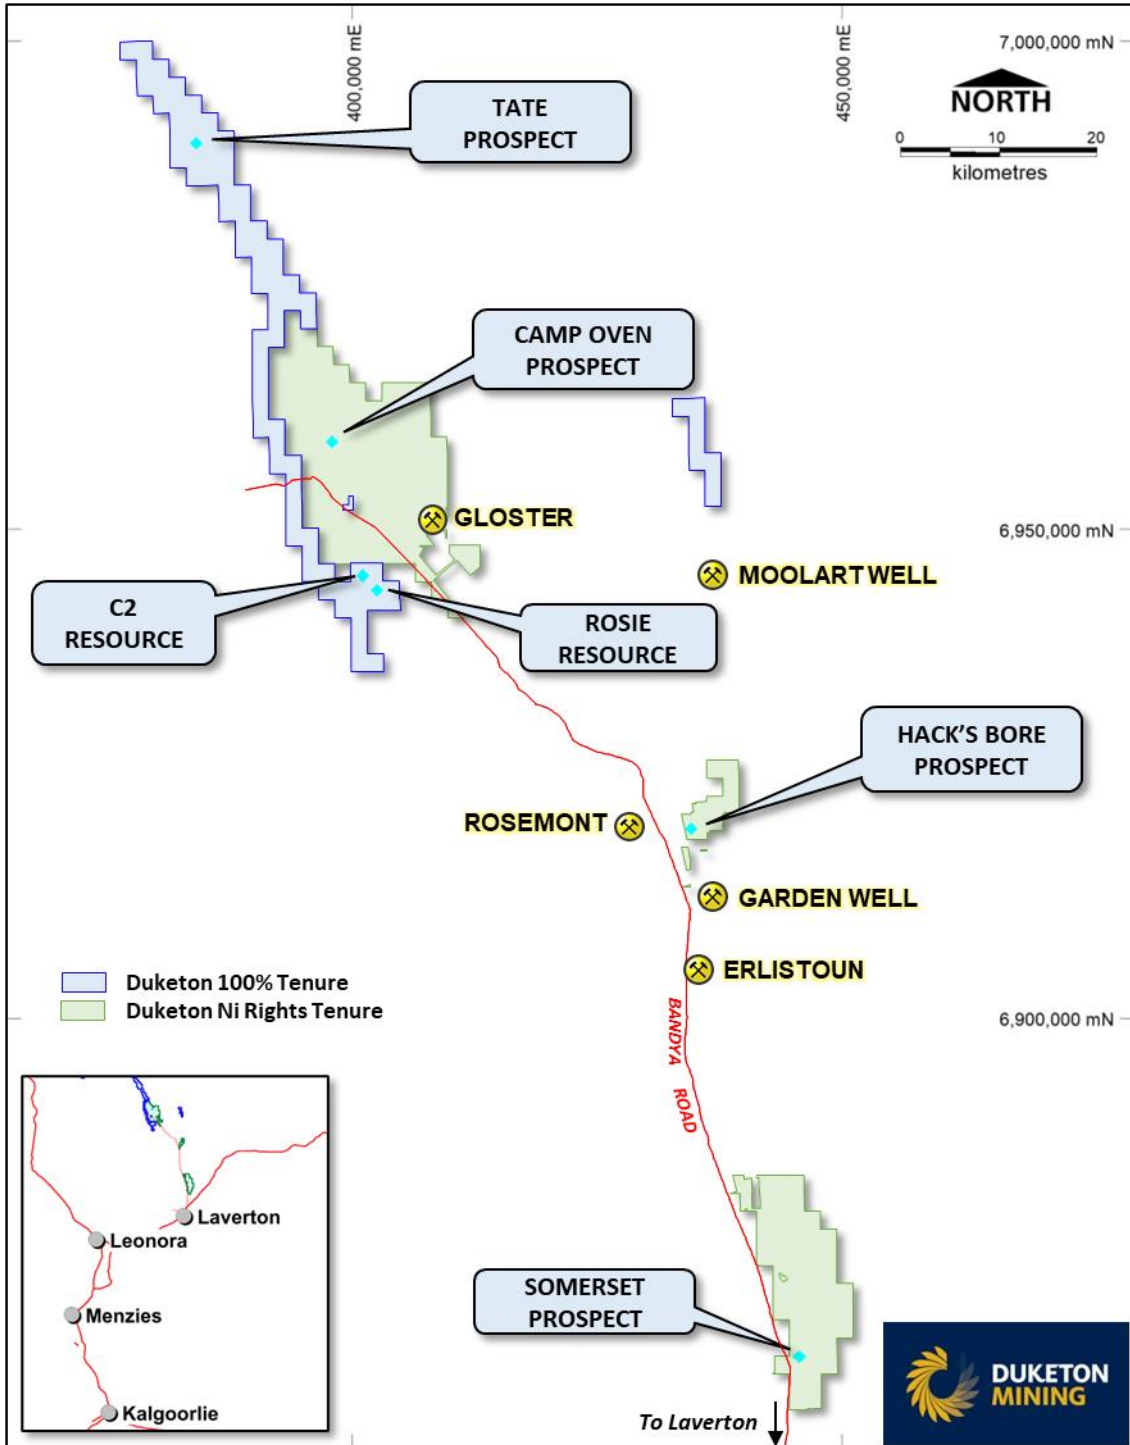 400,000 mE
450,000 mE
7,000,000 mN
NORTH
0 10 20
kilometres
TATE
PROSPECT
CAMP OVEN
PROSPECT
GLOSTER
6,950,000 mN
MOOLART WELL
C2
RESOURCE
ROSIE
RESOURCE
HACK'S BORE
PROSPECT
ROSEMONT
GARDEN WELL
ERLISTOUN
Duketon 100% Tenure
Duketon Ni Rights Tenure
6,900,000 mN
BANDYA
ROAD
Laverton
Leonora
Menzies
Kalgoorlie
SOMERSET
PROSPECT
To Laverton
DUKETON
MINING